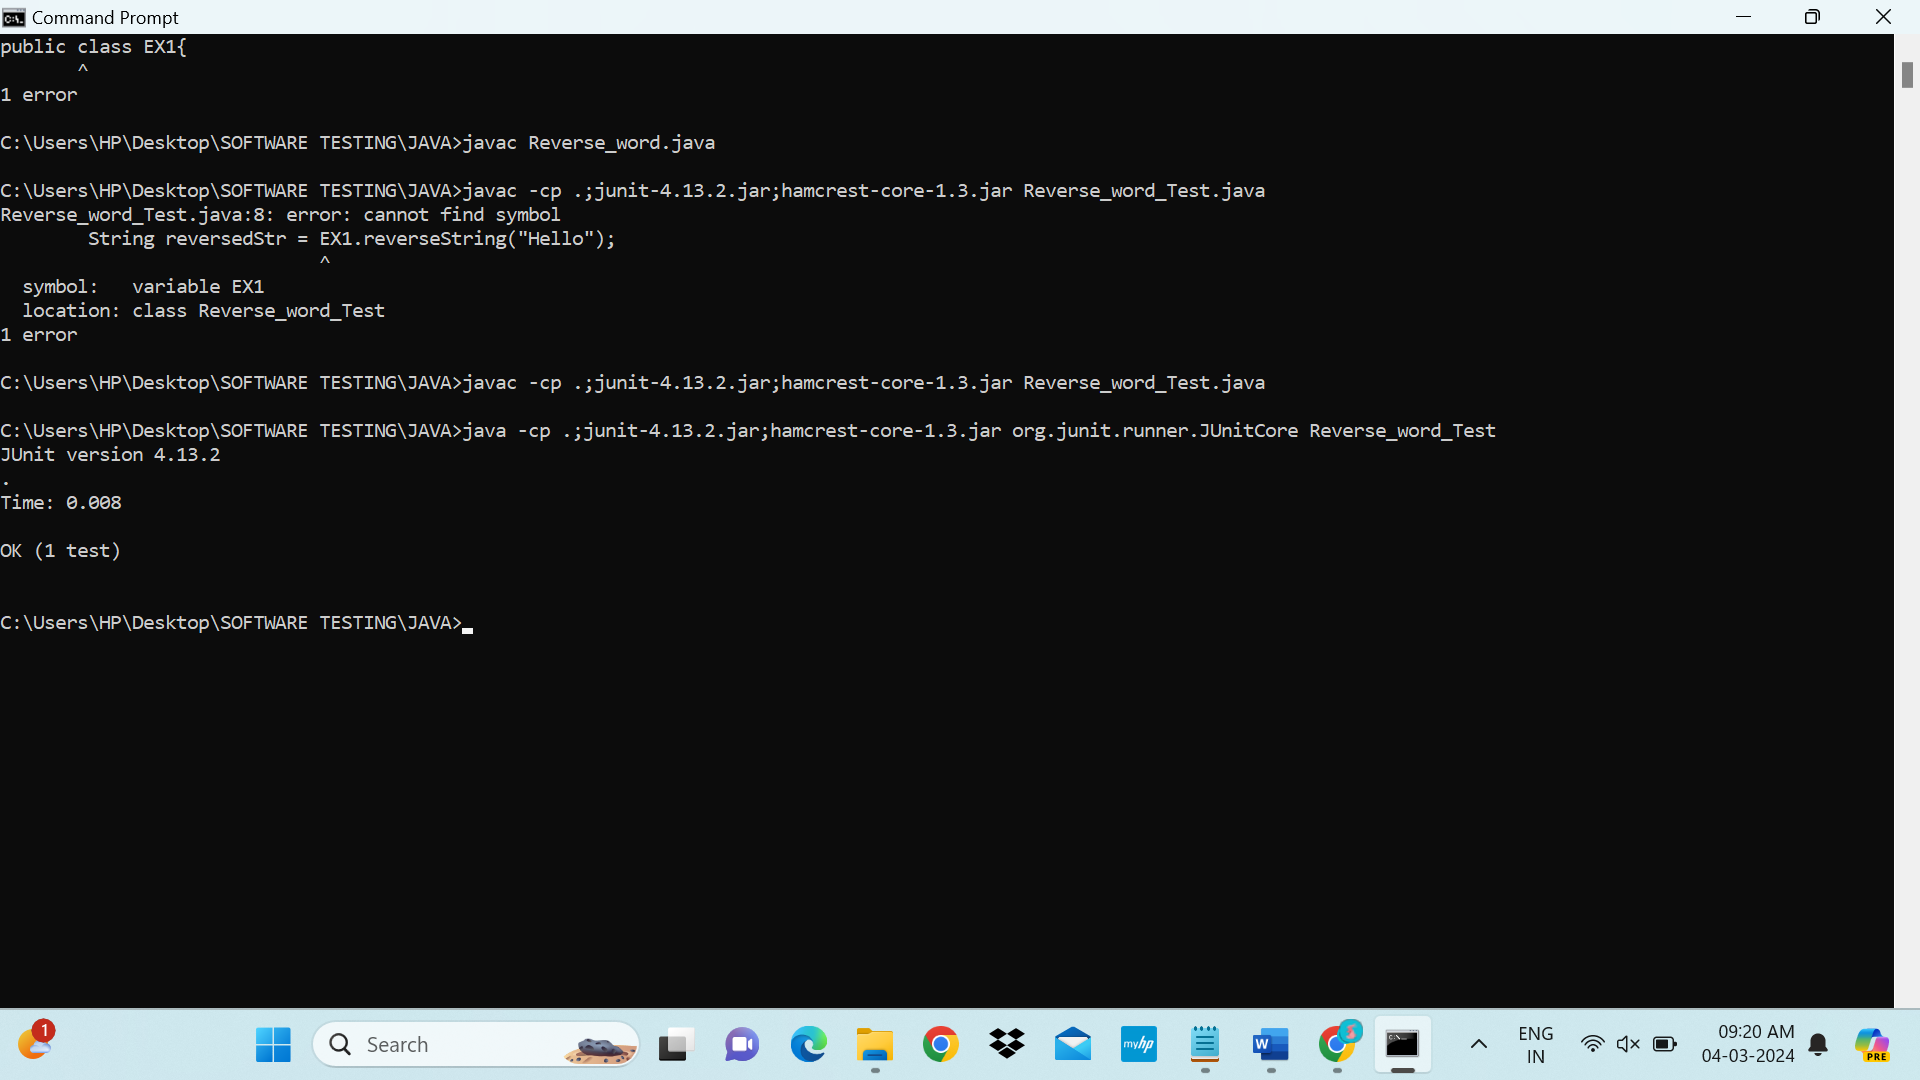 Command Prompt
public class EX1{
       ^
1 error
C:\Users\HP\Desktop\SOFTWARE TESTING\JAVA>javac Reverse_word.java
C:\Users\HP\Desktop\SOFTWARE TESTING\JAVA>javac -cp .;junit-4.13.2.jar;hamcrest-core-1.3.jar Reverse_word_Test.java
Reverse_word_Test.java:8: error: cannot find symbol
        String reversedStr = EX1.reverseString("Hello");
                             ^
  symbol:   variable EX1
  location: class Reverse_word_Test
1 error
C:\Users\HP\Desktop\SOFTWARE TESTING\JAVA>javac -cp .;junit-4.13.2.jar;hamcrest-core-1.3.jar Reverse_word_Test.java
C:\Users\HP\Desktop\SOFTWARE TESTING\JAVA>java -cp .;junit-4.13.2.jar;hamcrest-core-1.3.jar org.junit.runner.JUnitCore Reverse_word_Test
JUnit version 4.13.2
.
Time: 0.008
OK (1 test)
C:\Users\HP\Desktop\SOFTWARE TESTING\JAVA>
1
Search
myhp
W
S
ENG
IN
09:20 AM
04-03-2024
PRE